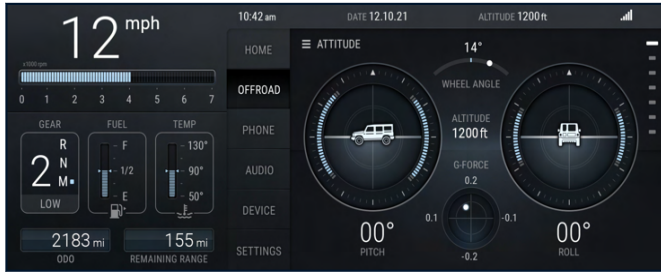 12 mph
x1000 rpm
0 1 2 3 4 5 6 7
GEAR
R
N
M
2
LOW
FUEL
F
1/2
E
TEMP
130°
90°
50°
2183 mi
ODO
155 mi
REMAINING RANGE
10:42 am
DATE 12.10.21
ALTITUDE 1200 ft
HOME
OFFROAD
PHONE
AUDIO
DEVICE
SETTINGS
ATTITUDE
14°
WHEEL ANGLE
ALTITUDE
1200 ft
G-FORCE
0.2
0.1
-0.1
-0.2
00°
PITCH
00°
ROLL